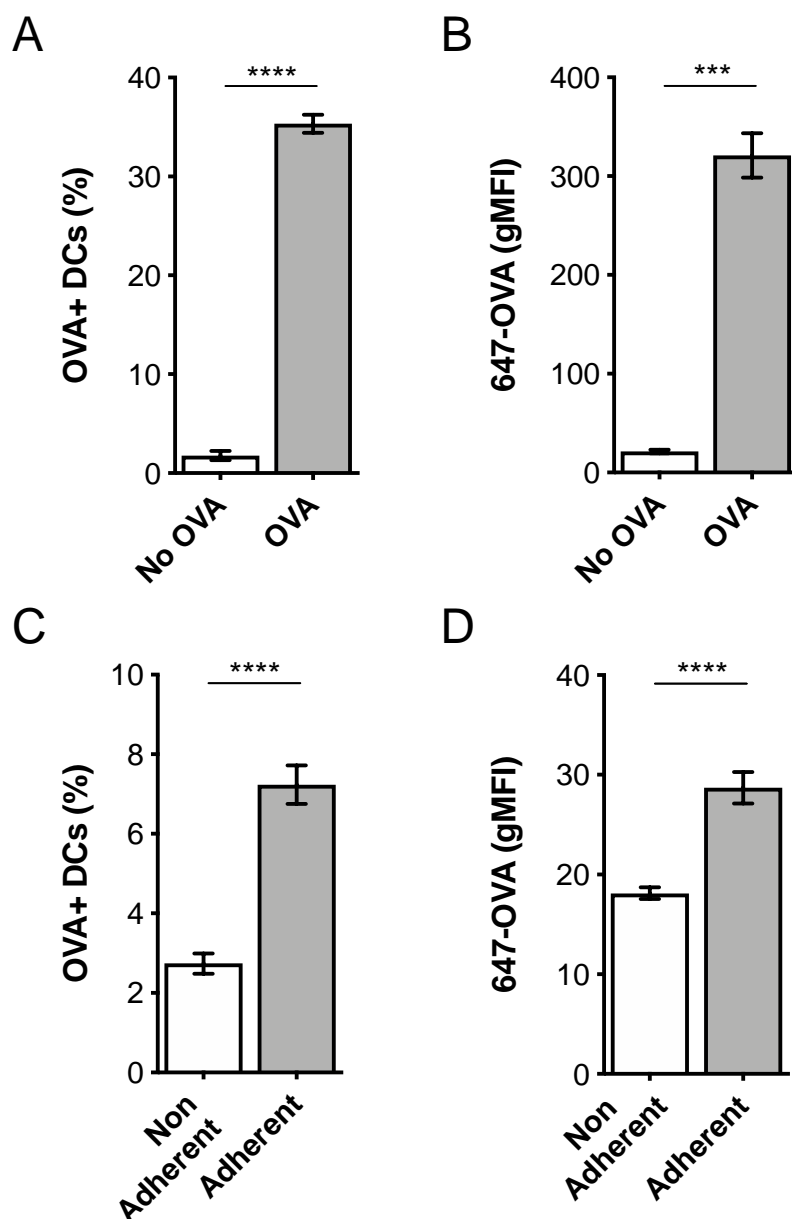 A
OVA+ DCs (%)
40
30
20
10
0
****
No OVA
OVA
B
647-OVA (gMFI)
400
300
200
100
0
***
No OVA
OVA
C
OVA+ DCs (%)
10
8
6
4
2
0
****
Non
Adherent
Adherent
D
647-OVA (gMFI)
40
30
20
10
0
****
Non
Adherent
Adherent